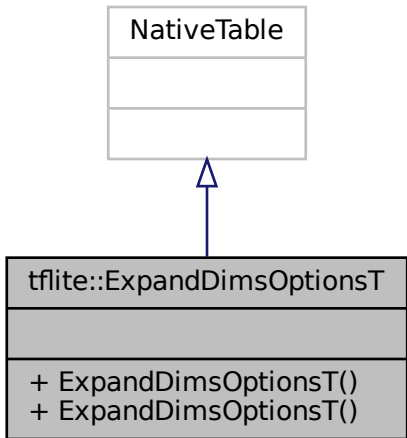 NativeTable
tflite::ExpandDimsOptionsT
+ ExpandDimsOptionsT()
+ ExpandDimsOptionsT()